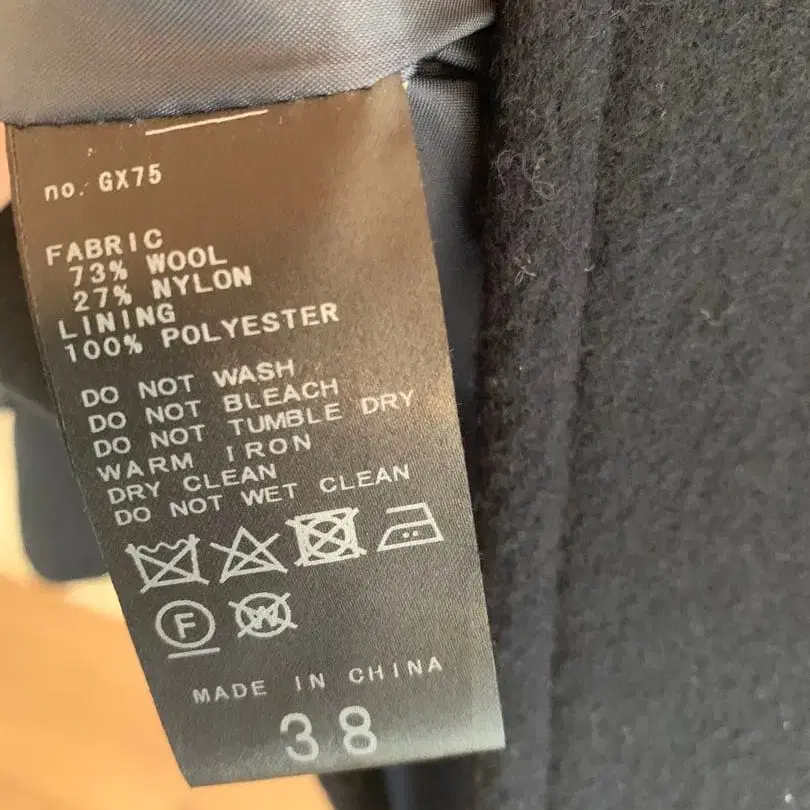 no. GX75
FABRIC
73% WOOL
27% NYLON
LINING
100% POLYESTER
DO NOT WASH
DO NOT BLEACH
DO NOT TUMBLE DRY
WARM IRON
DRY CLEAN
DO NOT WET CLEAN
F W
MADE IN CHINA
38